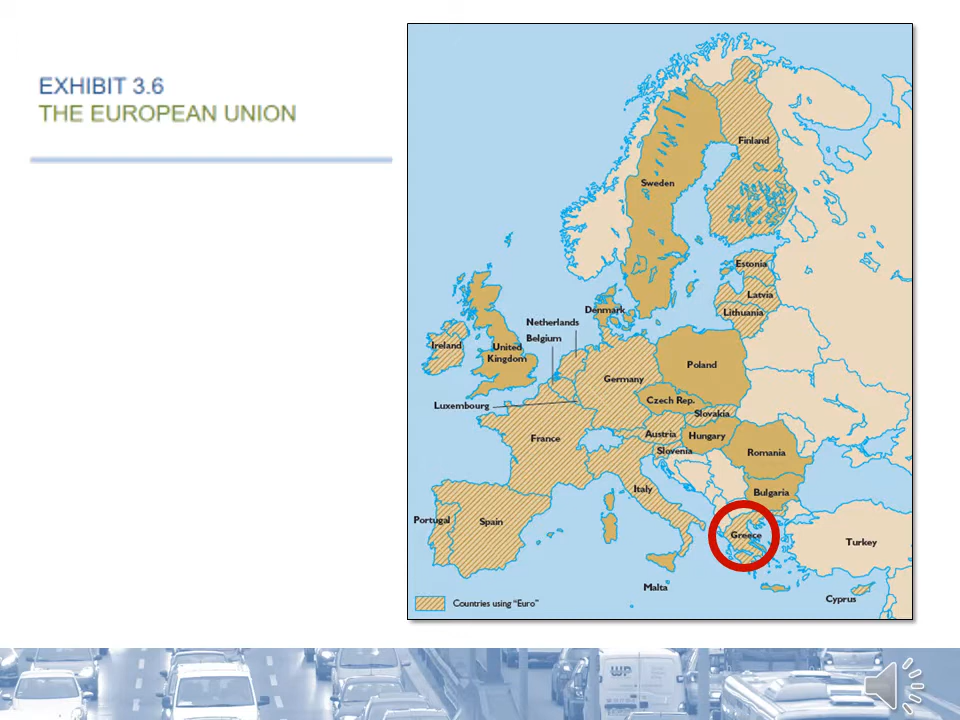 EXHIBIT 3.6
THE EUROPEAN UNION
Finland
Sweden
Estonia
Latvia
Lithuania
Denmark
Netherlands
Belgium
Ireland
United
Kingdom
Poland
Germany
Luxembourg
Czech Rep.
Slovakia
France
Austria
Hungary
Slovenia
Romania
Italy
Bulgaria
Portugal
Spain
Greece
Turkey
Malta
Cyprus
Countries using "Euro"
WP